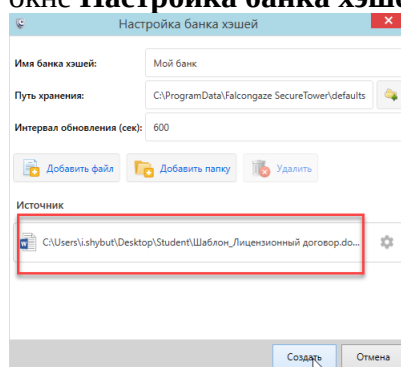 окне Настройка банка хэше
Настройка банка хэшей
Имя банка хэшей: Мой банк
Путь хранения: C:\ProgramData\Falcongaze SecureTower\defaults
Интервал обновления (сек): 600
Добавить файл Добавить папку Удалить
Источник
C:\Users\i.shybut\Desktop\Student\Шаблон_Лицензионный договор.do...
Создать Отмена